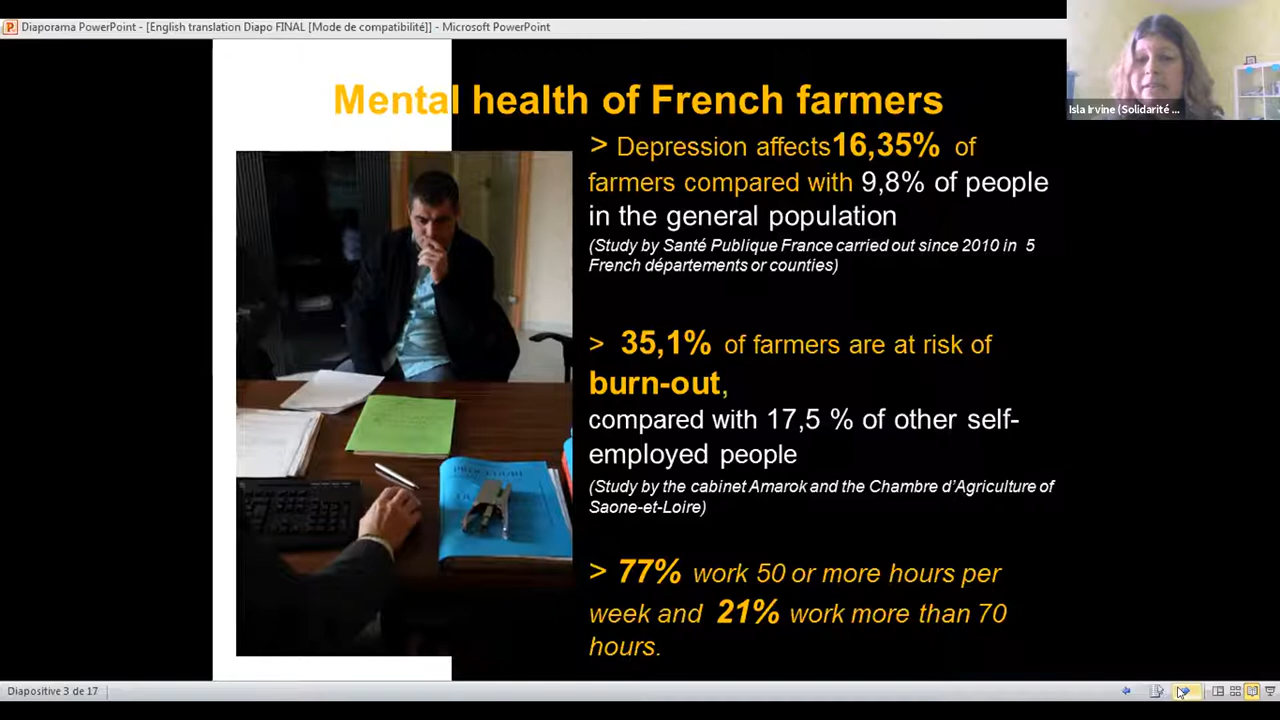 Diaporama PowerPoint - [English translation Diapo FINAL [Mode de compatibilité]] - Microsoft PowerPoint
Isla Irvine (Solidarité ...
Mental health of French farmers
> Depression affects16,35% of
farmers compared with 9,8% of people
in the general population
(Study by Santé Publique France carried out since 2010 in 5
French départements or counties)
> 35,1% of farmers are at risk of
burn-out,
compared with 17,5 % of other self-
employed people
(Study by the cabinet Amarok and the Chambre d'Agriculture of
Saone-et-Loire)
> 77% work 50 or more hours per
week and 21% work more than 70
hours.
Diapositive 3 de 17